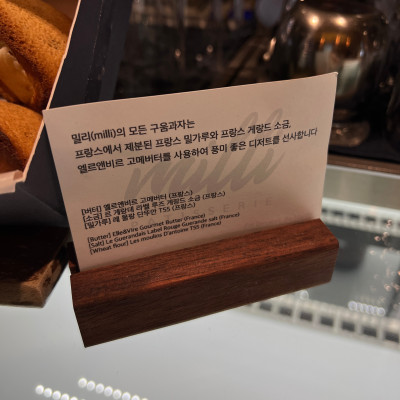 밀리(milli)의 모든 구움과자는
프랑스에서 제분된 프랑스 밀가루와 프랑스 게랑드 소금,
엘르앤비르 고메버터를 사용하여 풍미 좋은 디저트를 선사합니다
milli
[버터] 엘르앤비르 고메버터 (프랑스)
[소금] 르 게랑데 라벨 루즈 게랑드 소금 (프랑스)
[밀가루] 레 물랑 단투안 T55 (프랑스)
[Butter] Elle&Vire Gourmet Butter (France)
[Salt] Le Guerandais Label Rouge Guerande salt (France)
[Wheat flour] Les moulins D'antoine T55 (France)